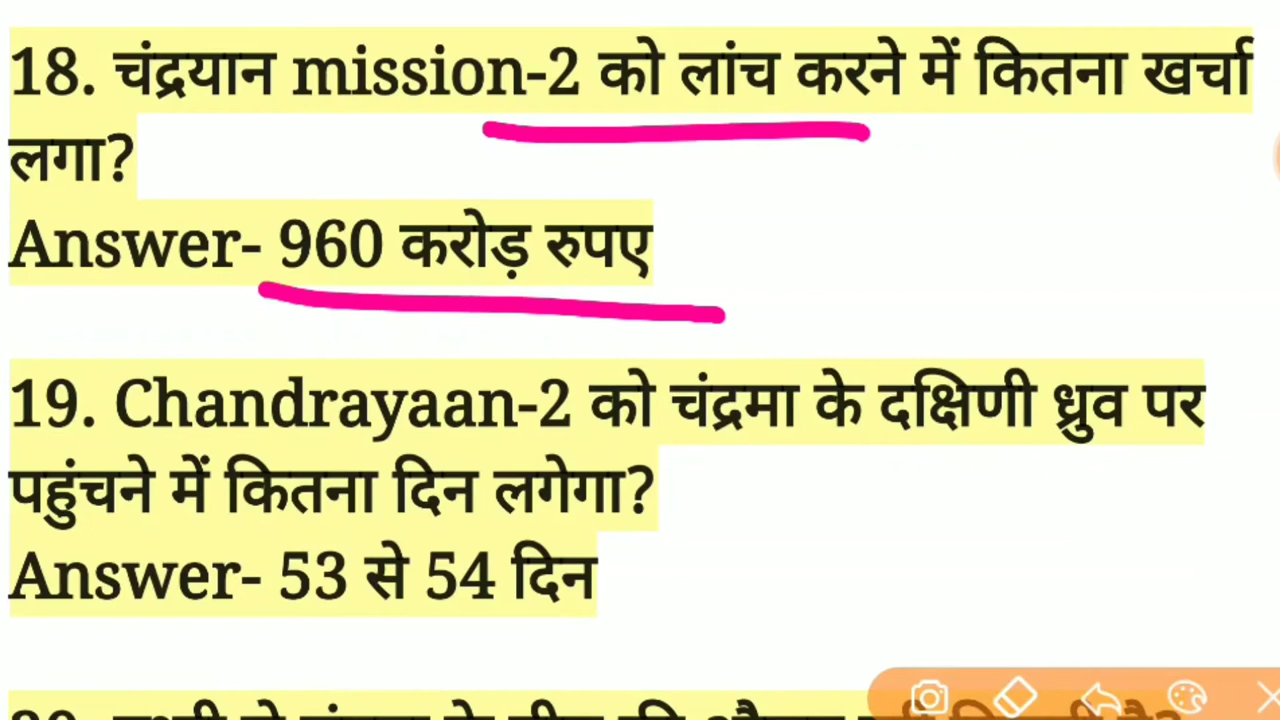 18. चंद्रयान mission-2 को लांच करने में कितना खर्चा
लगा?
Answer- 960 करोड़ रुपए
19. Chandrayaan-2 को चंद्रमा के दक्षिणी ध्रुव पर
पहुंचने में कितना दिन लगेगा?
Answer- 53 से 54 दिन